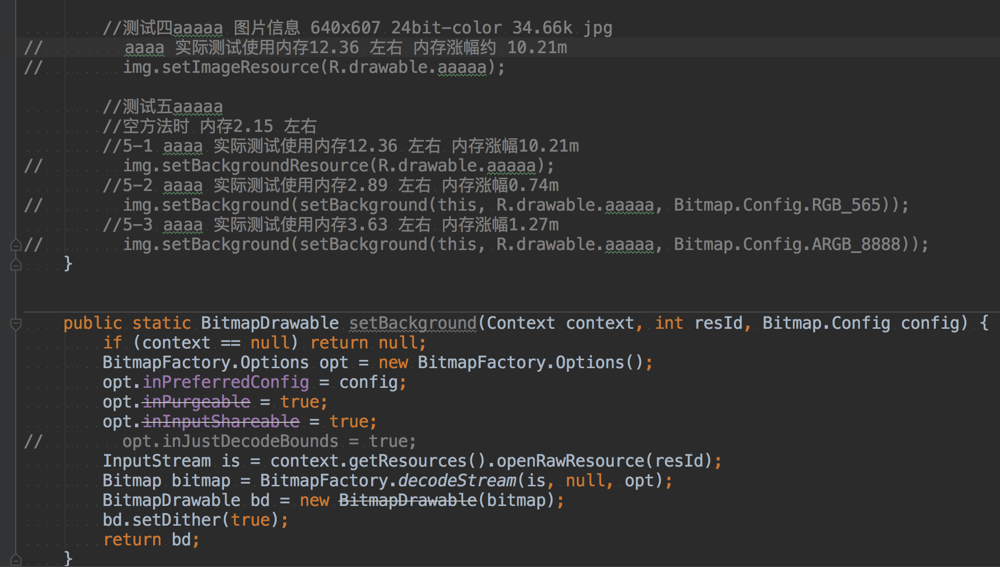 //测试四aaaaa 图片信息 640x607 24bit-color 34.66k jpg
// aaaa 实际测试使用内存12.36 左右 内存涨幅约 10.21m
// img.setImageResource(R.drawable.aaaaa);
//测试五aaaaa
//空方法时 内存2.15 左右
//5-1 aaaa 实际测试使用内存12.36 左右 内存涨幅10.21m
// img.setBackgroundResource(R.drawable.aaaaa);
//5-2 aaaa 实际测试使用内存2.89 左右 内存涨幅0.74m
// img.setBackground(setBackground(this, R.drawable.aaaaa, Bitmap.Config.RGB_565));
//5-3 aaaa 实际测试使用内存3.63 左右 内存涨幅1.27m
// img.setBackground(setBackground(this, R.drawable.aaaaa, Bitmap.Config.ARGB_8888));
}
public static BitmapDrawable setBackground(Context context, int resId, Bitmap.Config config) {
if (context == null) return null;
BitmapFactory.Options opt = new BitmapFactory.Options();
opt.inPreferredConfig = config;
opt.inPurgeable = true;
opt.inInputShareable = true;
// opt.inJustDecodeBounds = true;
InputStream is = context.getResources().openRawResource(resId);
Bitmap bitmap = BitmapFactory.decodeStream(is, null, opt);
BitmapDrawable bd = new BitmapDrawable(bitmap);
bd.setDither(true);
return bd;
}